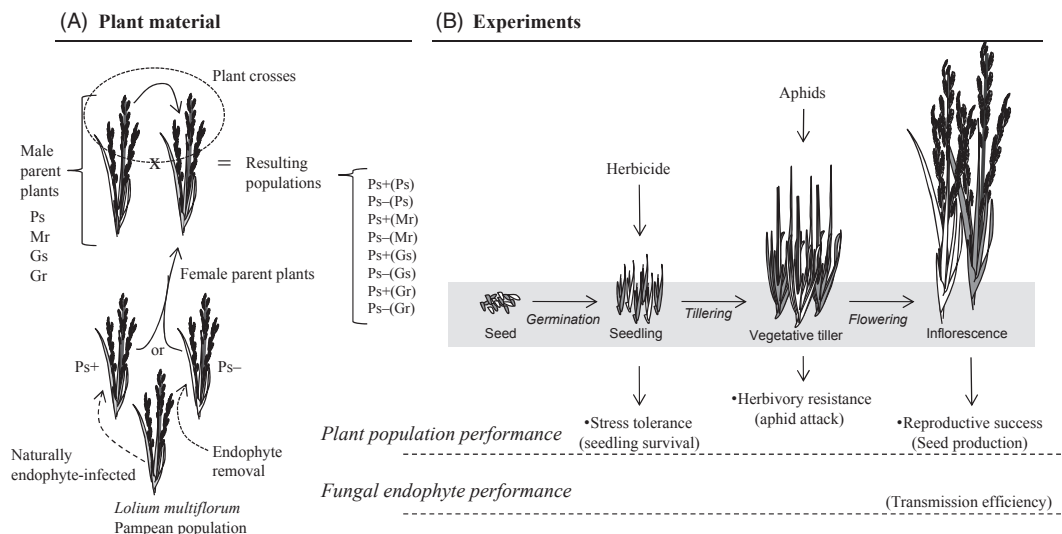 (A) Plant material
Plant crosses
Male
parent
plants
Ps
Mr
Gs
Gr
x
=
Resulting
populations
Ps+(Ps)
Ps–(Ps)
Ps+(Mr)
Ps–(Mr)
Ps+(Gs)
Ps–(Gs)
Ps+(Gr)
Ps–(Gr)
Female parent plants
Ps+
or
Ps–
Naturally
endophyte-infected
Endophyte
removal
Lolium multiflorum
Pampean population
(B) Experiments
Herbicide
Aphids
Seed
Germination
Seedling
Tillering
Vegetative tiller
Flowering
Inflorescence
Plant population performance
•Stress tolerance
(seedling survival)
•Herbivory resistance
(aphid attack)
•Reproductive success
(Seed production)
Fungal endophyte performance
(Transmission efficiency)